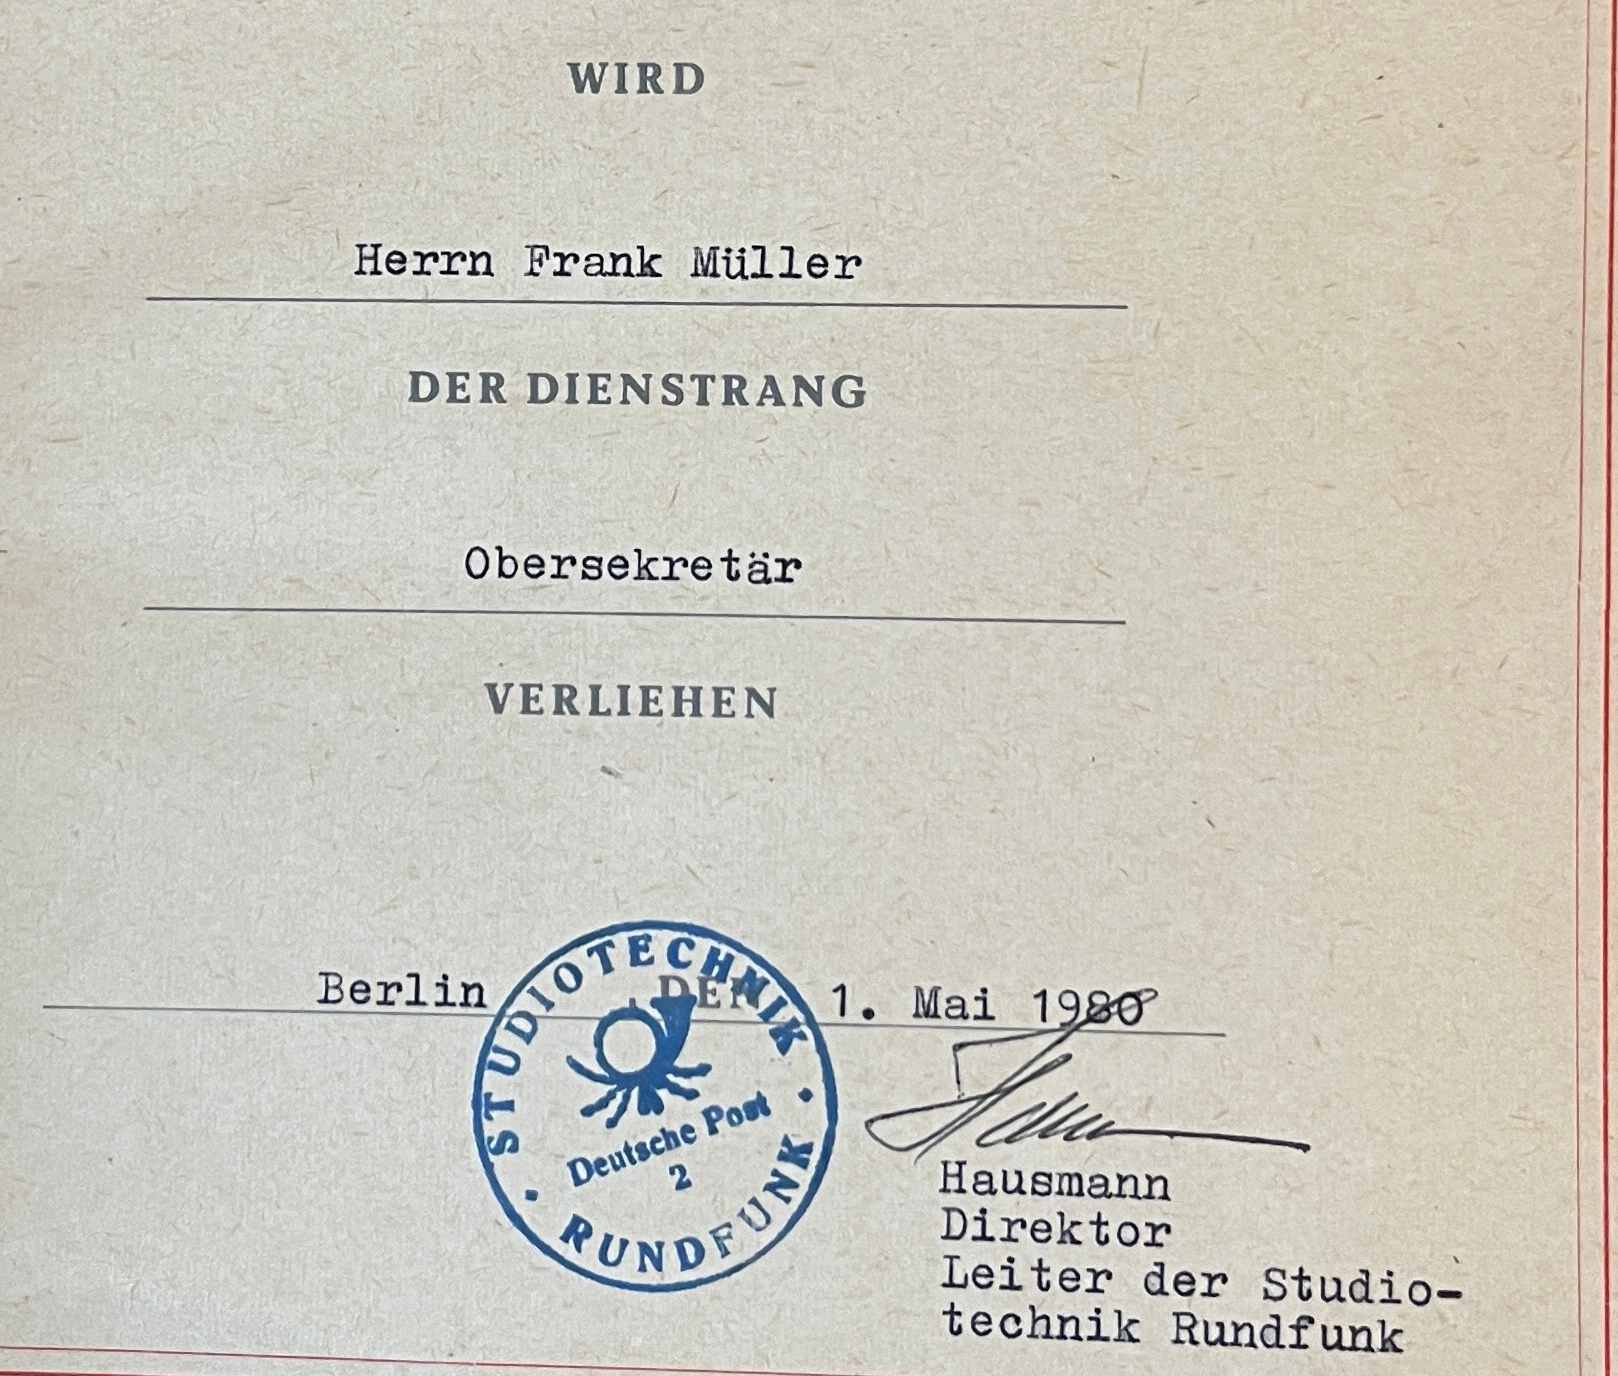 WIRD
Herrn Frank Müller
DER DIENSTRANG
Obersekretär
VERLIEHEN
Berlin , DEN 1. Mai 1980
STUDIOTECHNIK
Deutsche Post
2
RUNDFUNK
Hausmann
Direktor
Leiter der Studio-
technik Rundfunk